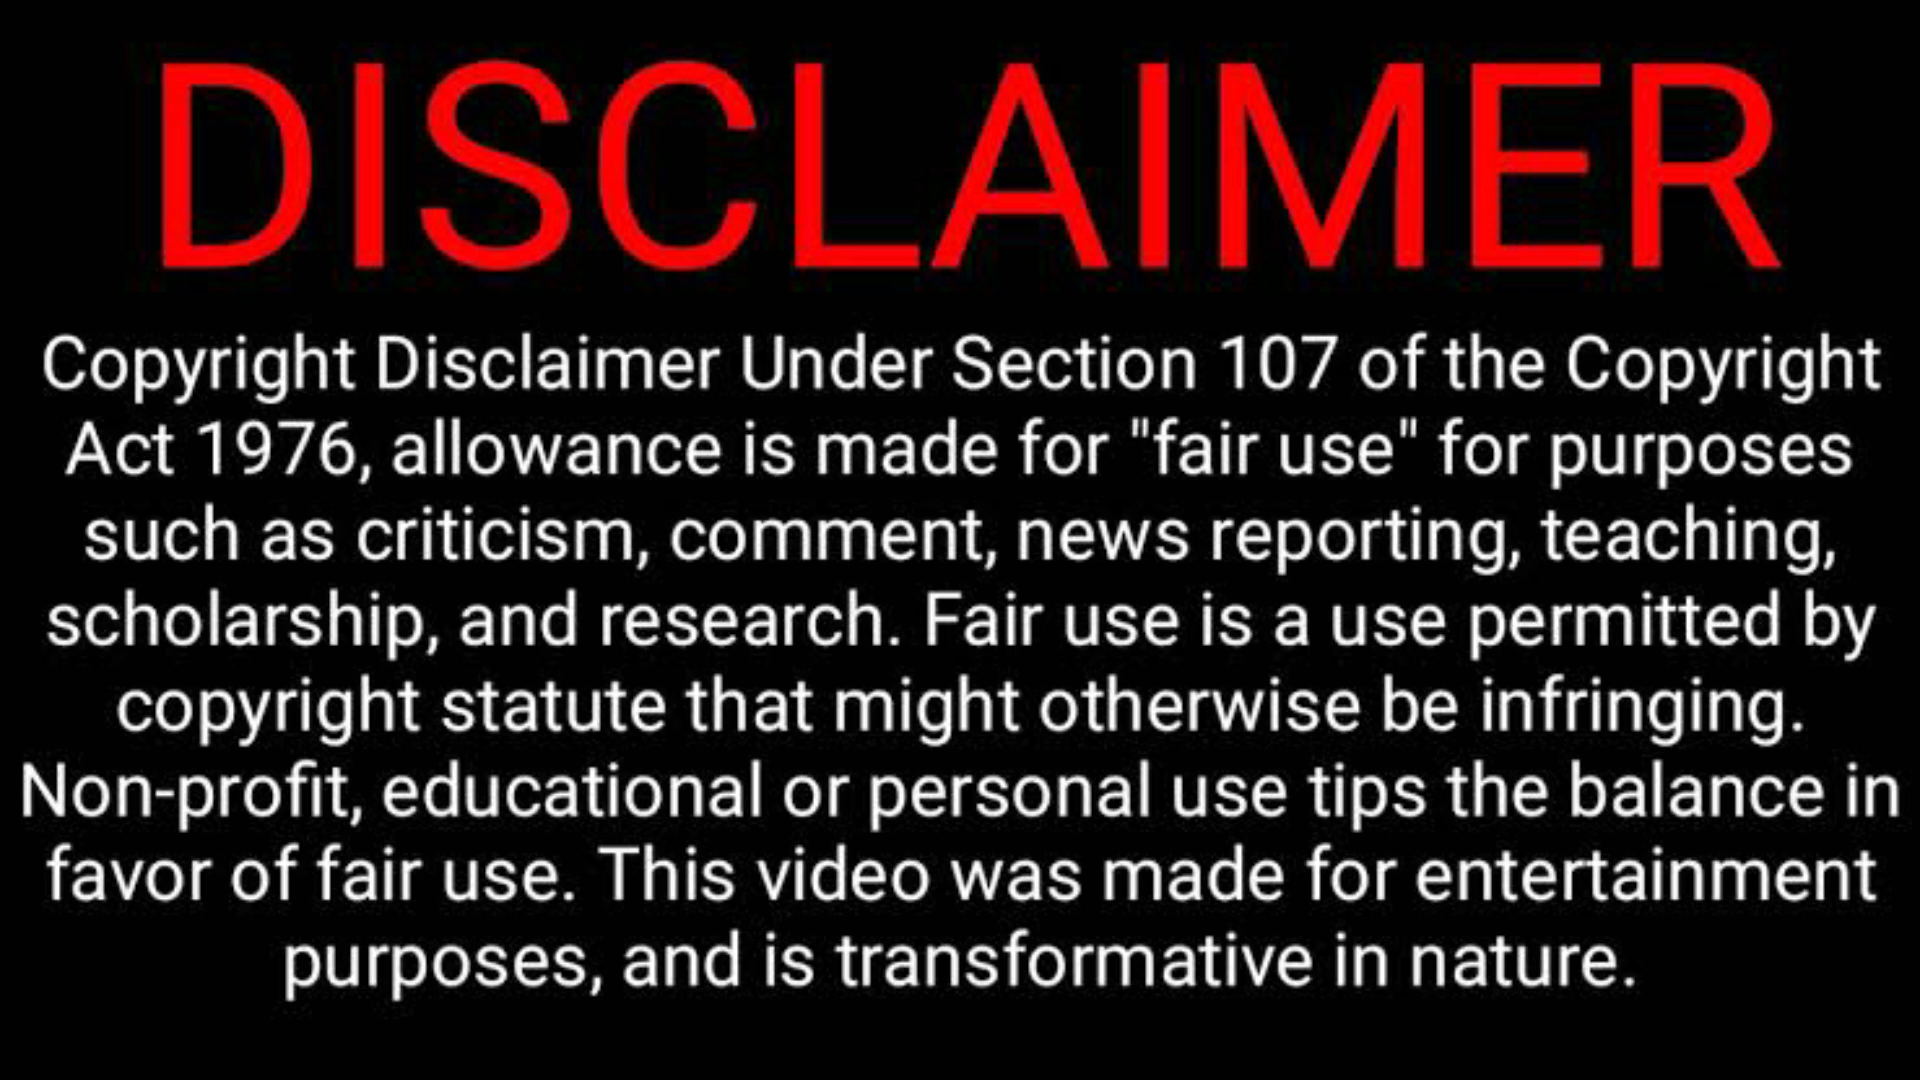 DISCLAIMER
Copyright Disclaimer Under Section 107 of the Copyright
Act 1976, allowance is made for "fair use" for purposes
such as criticism, comment, news reporting, teaching,
scholarship, and research. Fair use is a use permitted by
copyright statute that might otherwise be infringing.
Non-profit, educational or personal use tips the balance in
favor of fair use. This video was made for entertainment
purposes, and is transformative in nature.